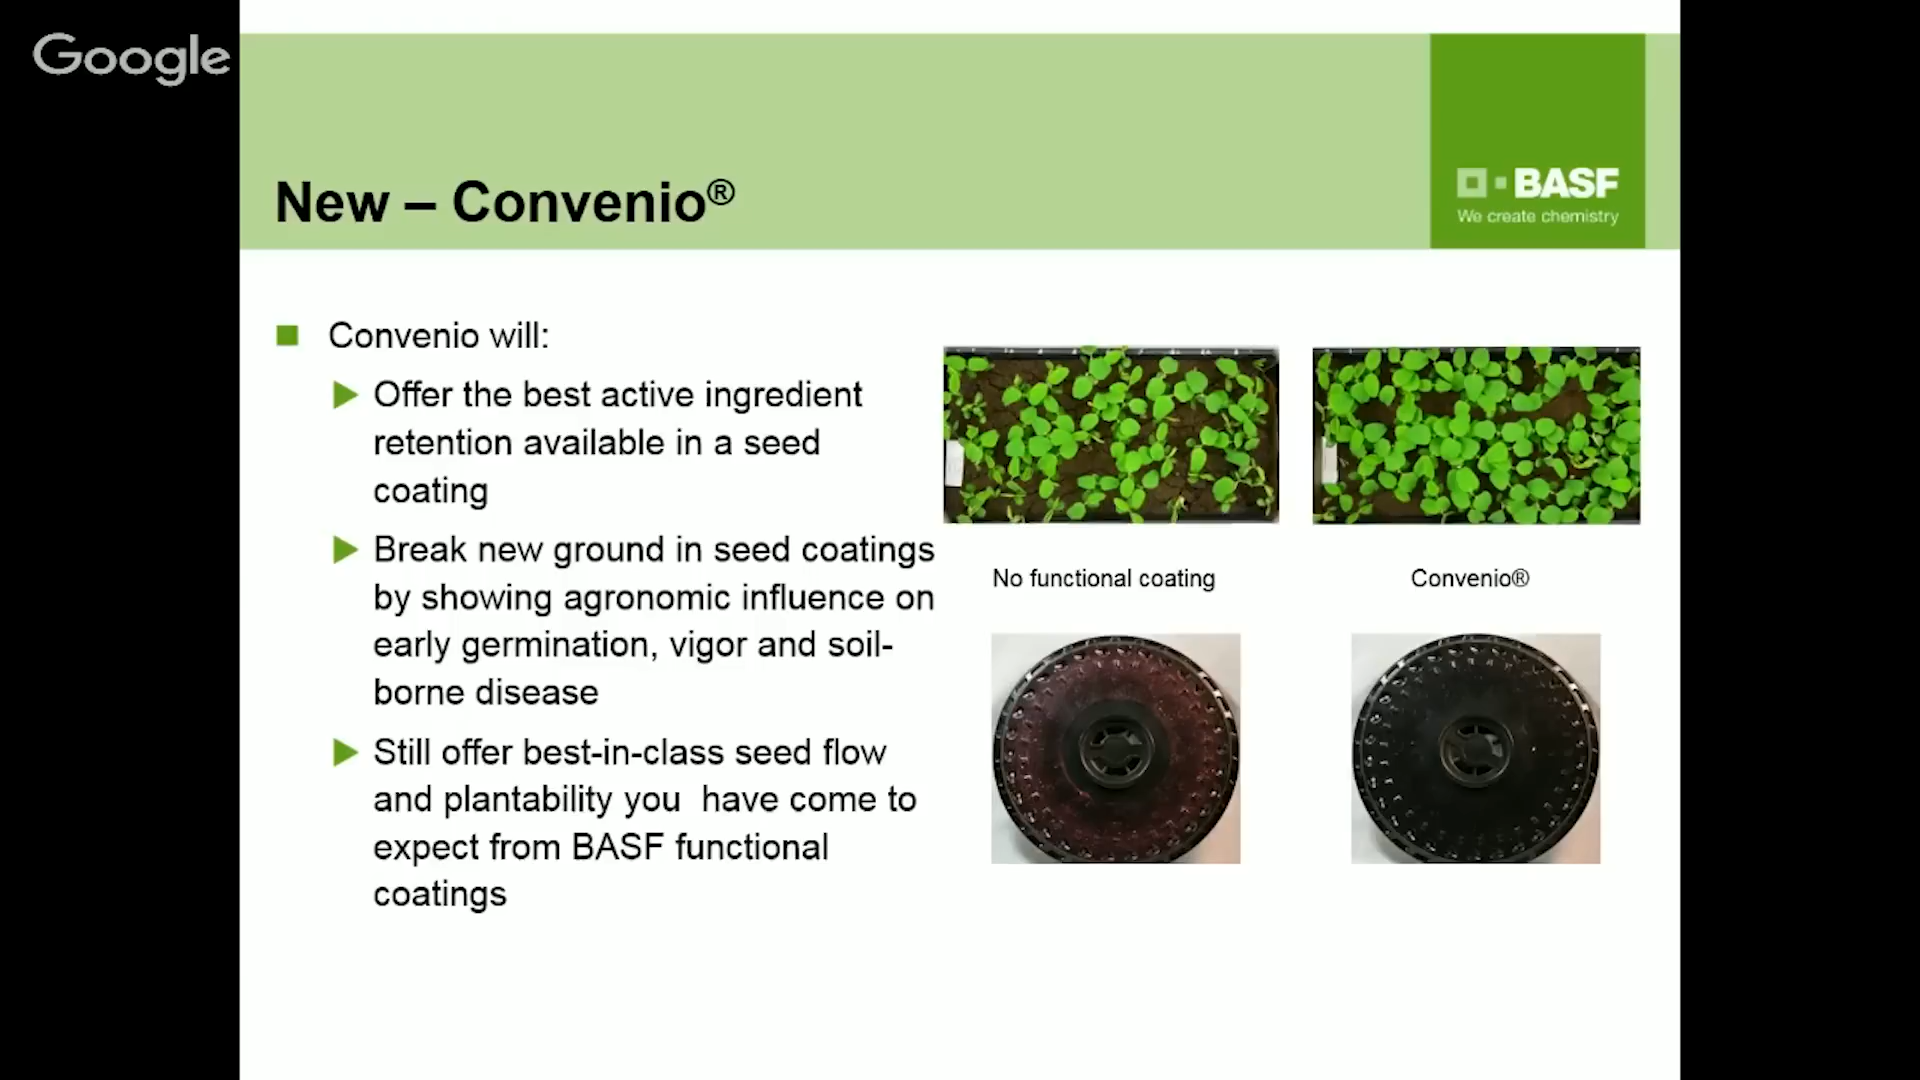 Google
BASF
We create chemistry
New – Convenio®
Convenio will:
Offer the best active ingredient
retention available in a seed
coating
Break new ground in seed coatings
by showing agronomic influence on
early germination, vigor and soil-
borne disease
Still offer best-in-class seed flow
and plantability you  have come to
expect from BASF functional
coatings
No functional coating
Convenio®